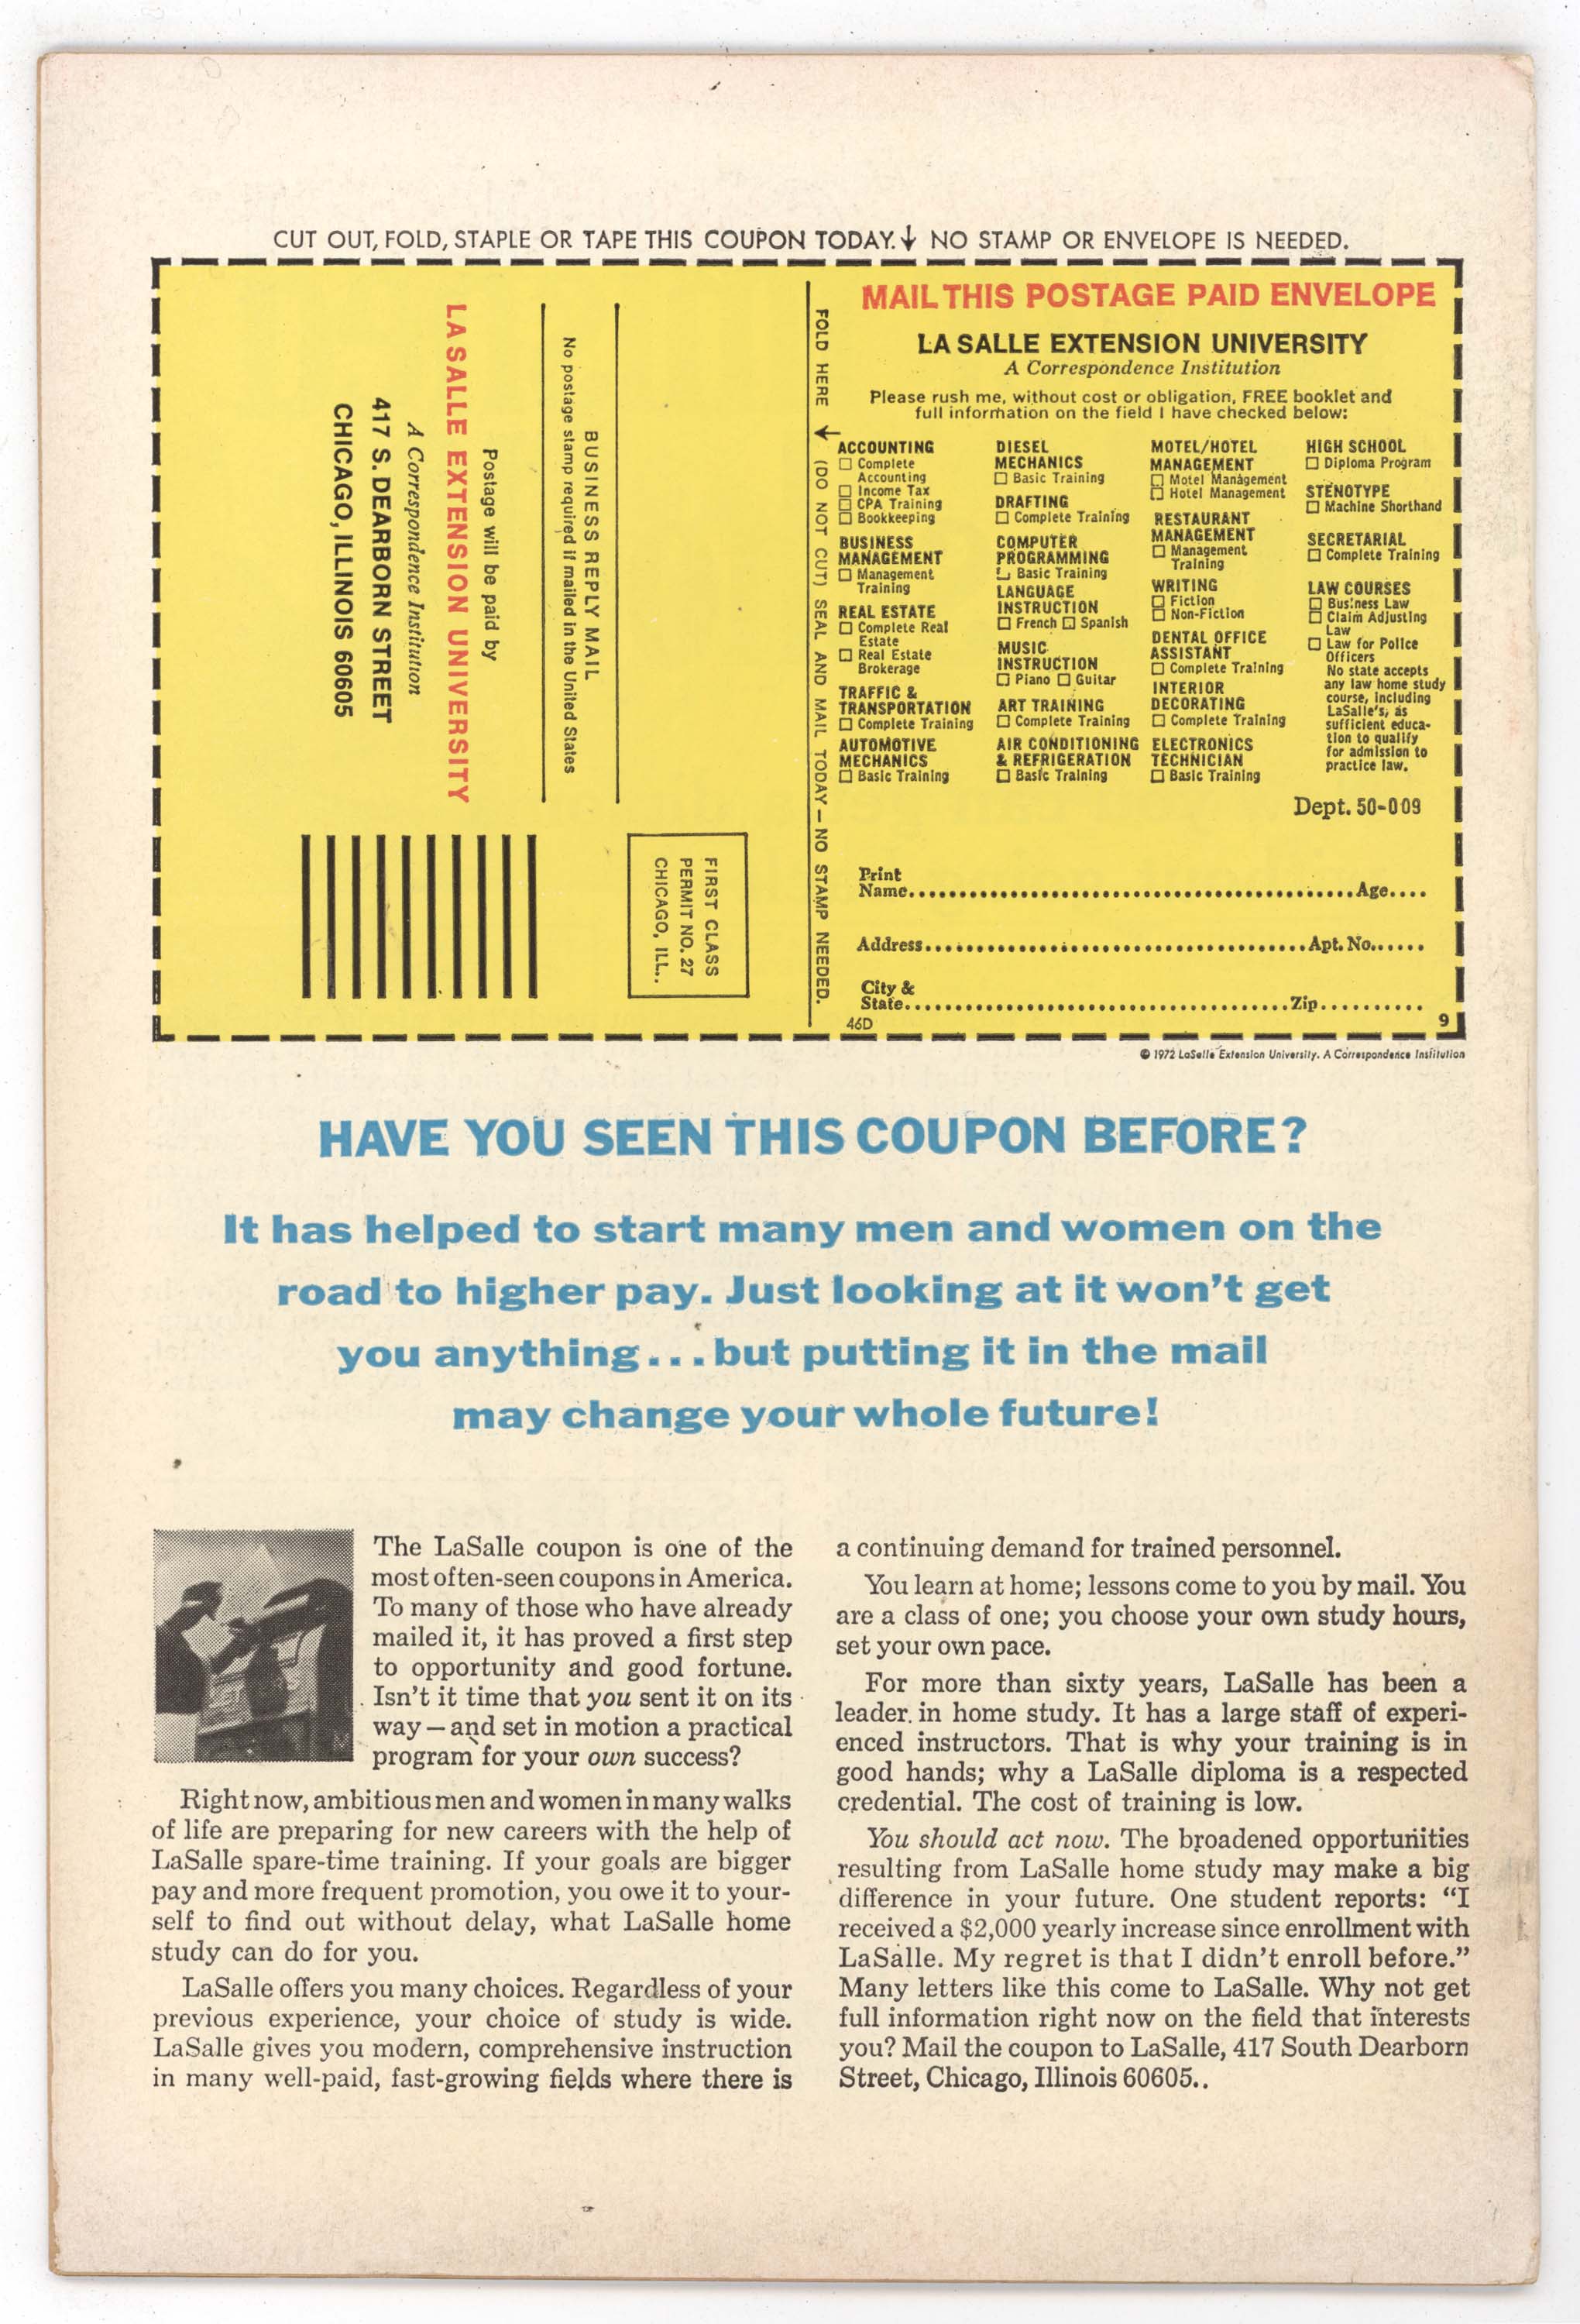 CUT OUT, FOLD, STAPLE OR TAPE THIS COUPON TODAY. ↓ NO STAMP OR ENVELOPE IS NEEDED.
BUSINESS REPLY MAIL
No postage stamp required if mailed in the United States
Postage will be paid by
LA SALLE EXTENSION UNIVERSITY
A Correspondence Institution
417 S. DEARBORN STREET
CHICAGO, ILLINOIS 60605
FIRST CLASS
PERMIT NO. 27
CHICAGO, ILL..
FOLD HERE ← (DO NOT CUT) SEAL AND MAIL TODAY — NO STAMP NEEDED.
MAIL THIS POSTAGE PAID ENVELOPE
LA SALLE EXTENSION UNIVERSITY
A Correspondence Institution
Please rush me, without cost or obligation, FREE booklet and
full information on the field I have checked below:
ACCOUNTING
☐ Complete
Accounting
☐ Income Tax
☐ CPA Training
☐ Bookkeeping
BUSINESS
MANAGEMENT
☐ Management
Training
REAL ESTATE
☐ Complete Real
Estate
☐ Real Estate
Brokerage
TRAFFIC &
TRANSPORTATION
☐ Complete Training
AUTOMOTIVE
MECHANICS
☐ Basic Training
DIESEL
MECHANICS
☐ Basic Training
DRAFTING
☐ Complete Training
COMPUTER
PROGRAMMING
☐ Basic Training
LANGUAGE
INSTRUCTION
☐ French ☐ Spanish
MUSIC
INSTRUCTION
☐ Piano ☐ Guitar
ART TRAINING
☐ Complete Training
AIR CONDITIONING
& REFRIGERATION
☐ Basic Training
MOTEL/HOTEL
MANAGEMENT
☐ Motel Management
☐ Hotel Management
RESTAURANT
MANAGEMENT
☐ Management
Training
WRITING
☐ Fiction
☐ Non-Fiction
DENTAL OFFICE
ASSISTANT
☐ Complete Training
INTERIOR
DECORATING
☐ Complete Training
ELECTRONICS
TECHNICIAN
☐ Basic Training
HIGH SCHOOL
☐ Diploma Program
STENOTYPE
☐ Machine Shorthand
SECRETARIAL
☐ Complete Training
LAW COURSES
☐ Business Law
☐ Claim Adjusting
Law
☐ Law for Police
Officers
No state accepts
any law home study
course, including
LaSalle's, as
sufficient educa-
tion to qualify
for admission to
practice law.
Dept. 50-009
Print
Name.............................................Age....
Address.......................................Apt. No......
City &
State.......................................Zip..........
46D
9
© 1972 LaSalle Extension University. A Correspondence Institution
HAVE YOU SEEN THIS COUPON BEFORE?
It has helped to start many men and women on the
road to higher pay. Just looking at it won't get
you anything...but putting it in the mail
may change your whole future!
The LaSalle coupon is one of the
most often-seen coupons in America.
To many of those who have already
mailed it, it has proved a first step
to opportunity and good fortune.
Isn't it time that you sent it on its
way — and set in motion a practical
program for your own success?
Right now, ambitious men and women in many walks
of life are preparing for new careers with the help of
LaSalle spare-time training. If your goals are bigger
pay and more frequent promotion, you owe it to your-
self to find out without delay, what LaSalle home
study can do for you.
LaSalle offers you many choices. Regardless of your
previous experience, your choice of study is wide.
LaSalle gives you modern, comprehensive instruction
in many well-paid, fast-growing fields where there is
a continuing demand for trained personnel.
You learn at home; lessons come to you by mail. You
are a class of one; you choose your own study hours,
set your own pace.
For more than sixty years, LaSalle has been a
leader in home study. It has a large staff of experi-
enced instructors. That is why your training is in
good hands; why a LaSalle diploma is a respected
credential. The cost of training is low.
You should act now. The broadened opportunities
resulting from LaSalle home study may make a big
difference in your future. One student reports: “I
received a $2,000 yearly increase since enrollment with
LaSalle. My regret is that I didn't enroll before.”
Many letters like this come to LaSalle. Why not get
full information right now on the field that interests
you? Mail the coupon to LaSalle, 417 South Dearborn
Street, Chicago, Illinois 60605..